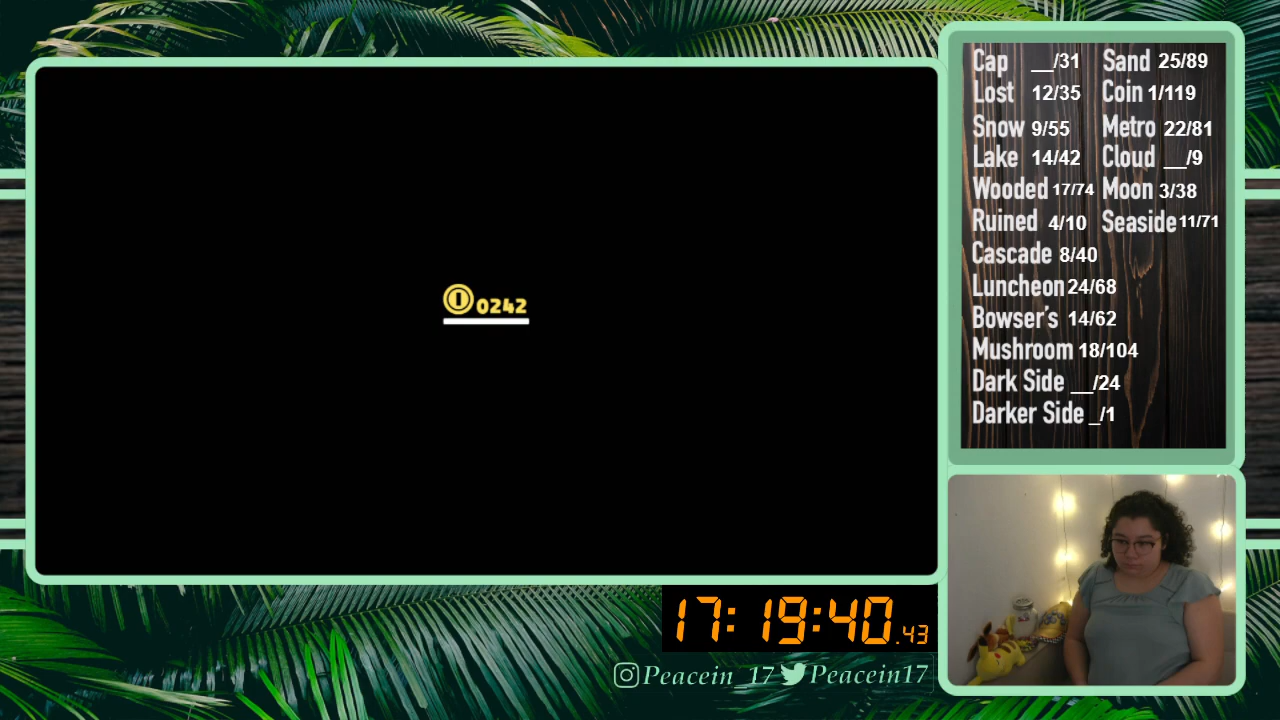 Cap __/31 Sand 25/89
Lost 12/35 Coin 1/119
Snow 9/55 Metro 22/81
Lake 14/42 Cloud __/9
Wooded 17/74 Moon 3/38
Ruined 4/10 Seaside 11/71
Cascade 8/40
Luncheon 24/68
Bowser's 14/62
Mushroom 18/104
Dark Side __/24
Darker Side _/1
0242
17:19:40.43
Peacein_17 Peacein17